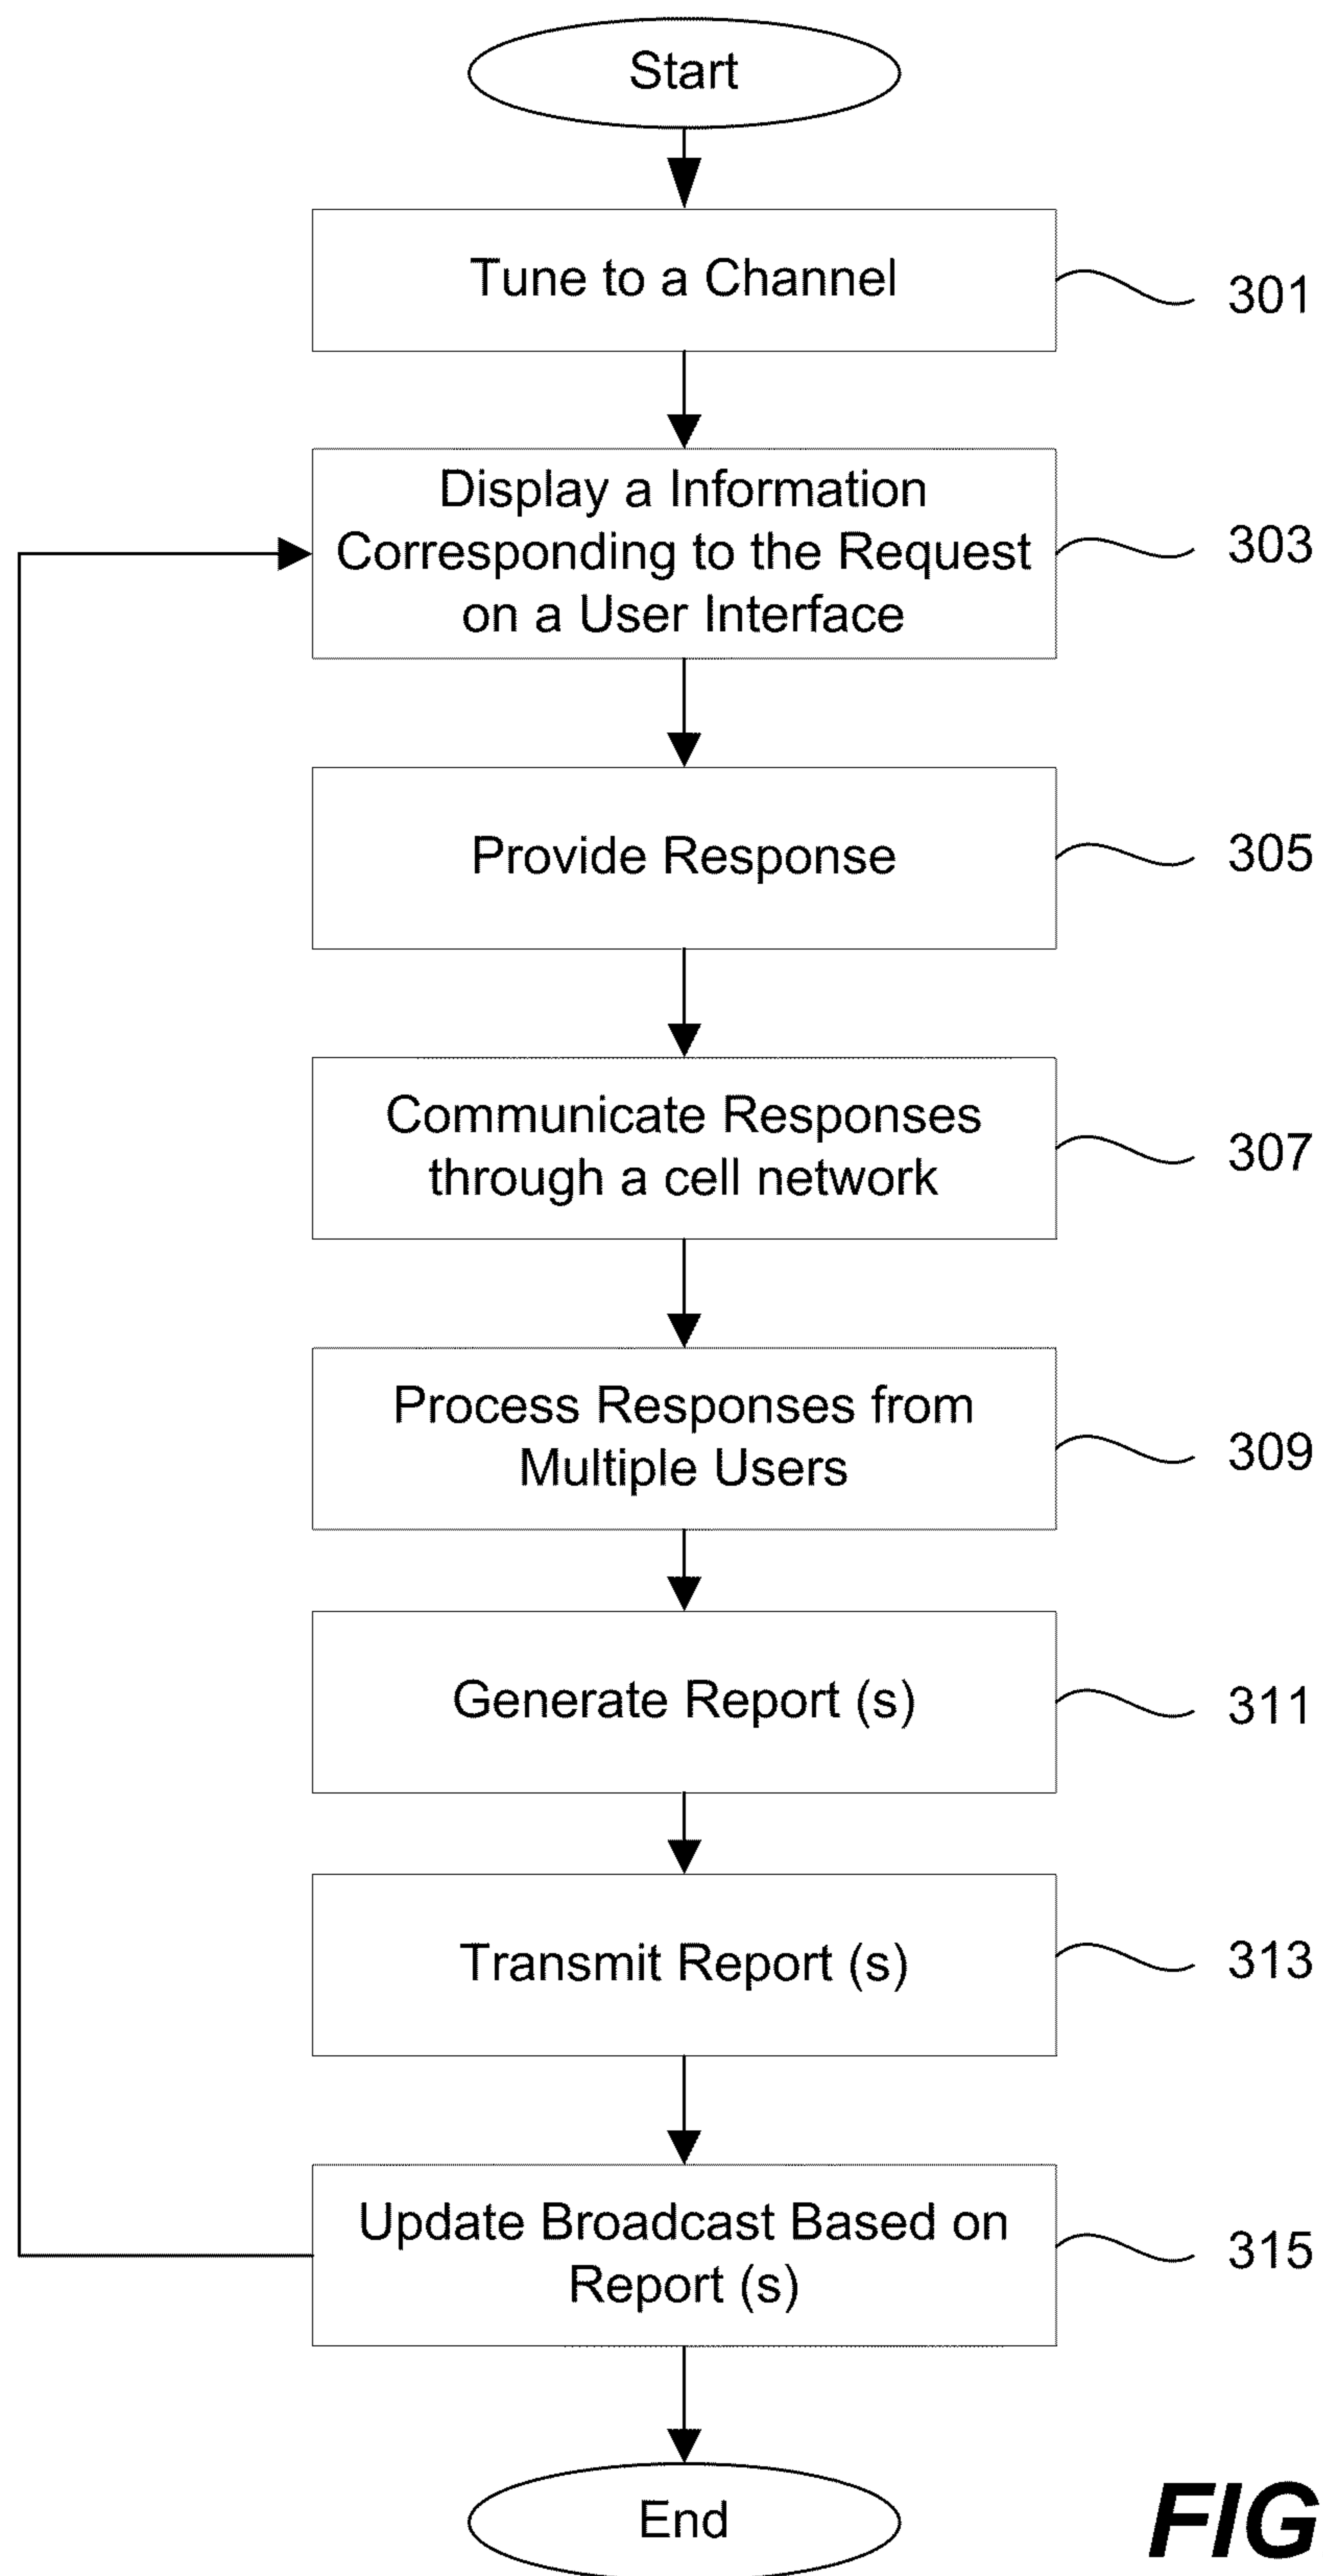 Start
Tune to a Channel
301
Display a Information
Corresponding to the Request
on a User Interface
303
Provide Response
305
Communicate Responses
through a cell network
307
Process Responses from
Multiple Users
309
Generate Report (s)
311
Transmit Report (s)
313
Update Broadcast Based on
Report (s)
315
End
FIG